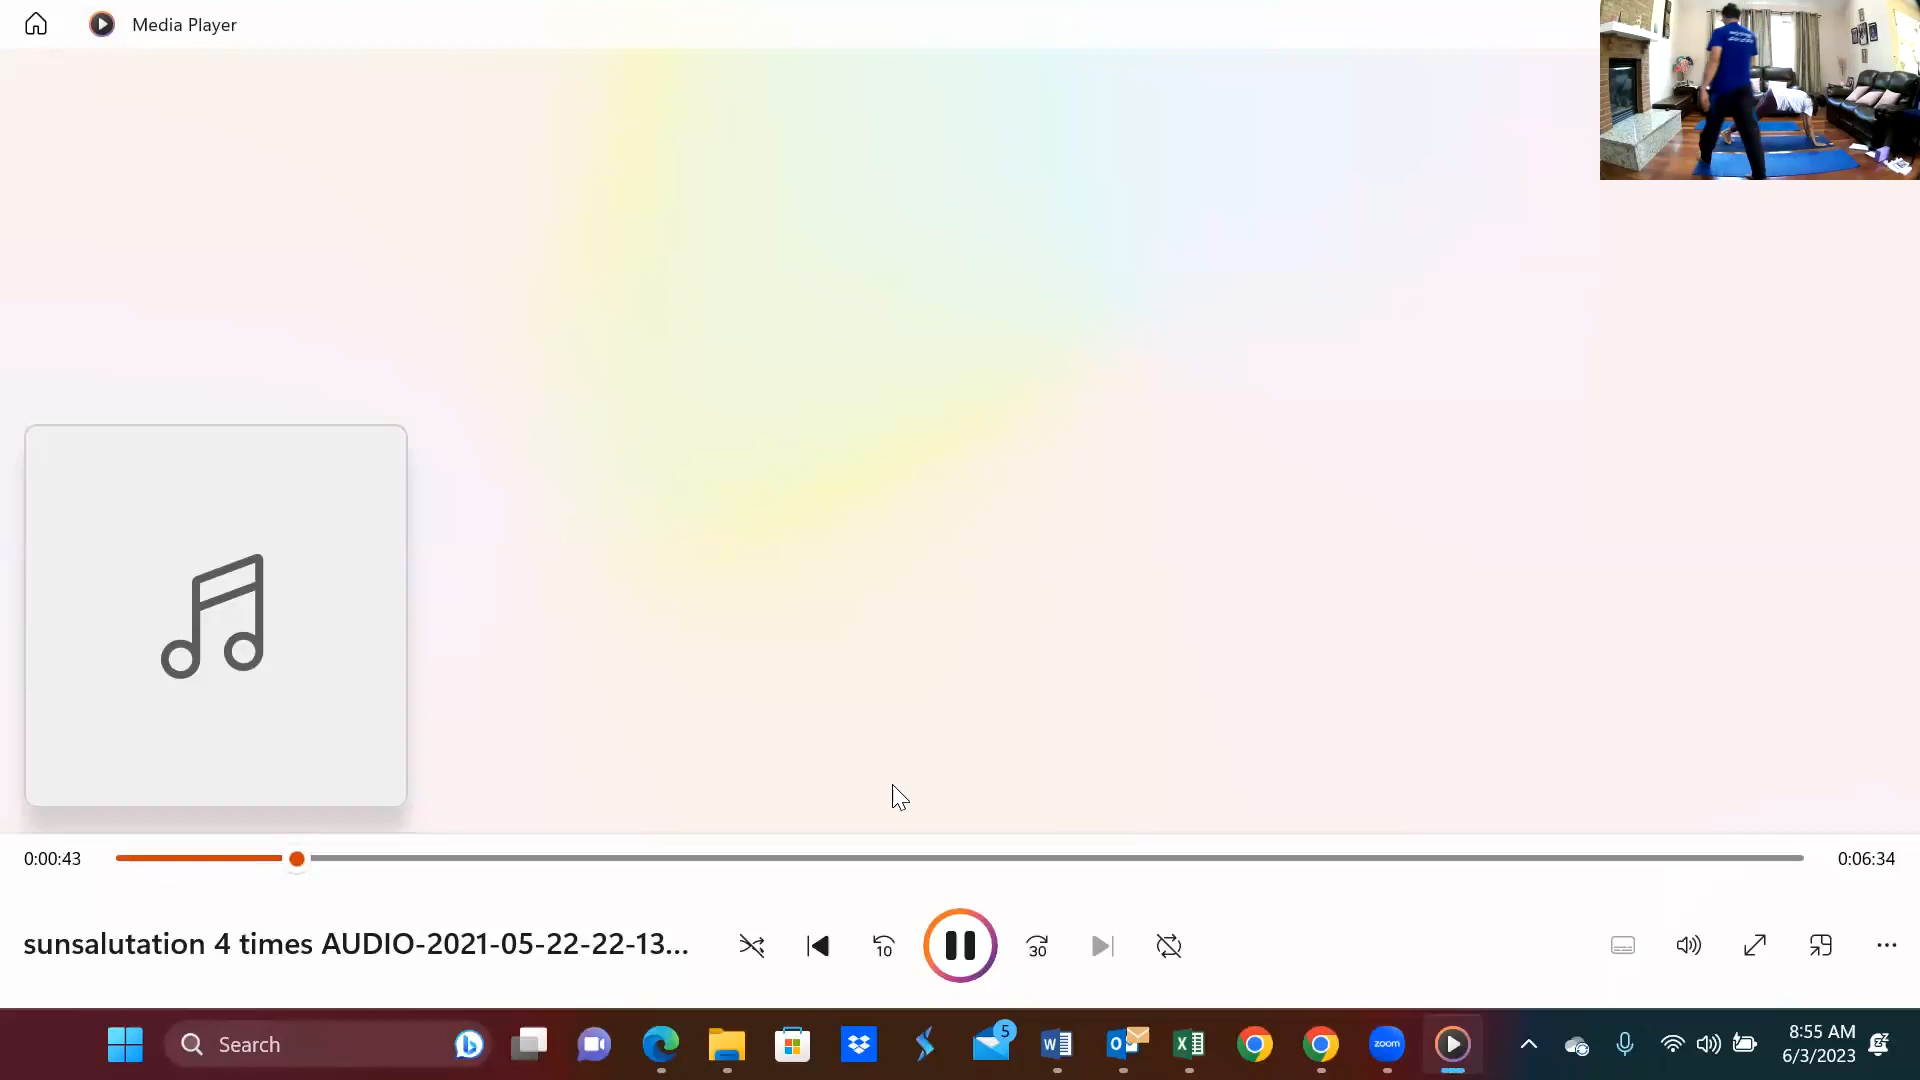 Media Player
0:00:43
0:06:34
sunsalutation 4 times AUDIO-2021-05-22-22-13...
10
30
Search
5
zoom
8:55 AM
6/3/2023